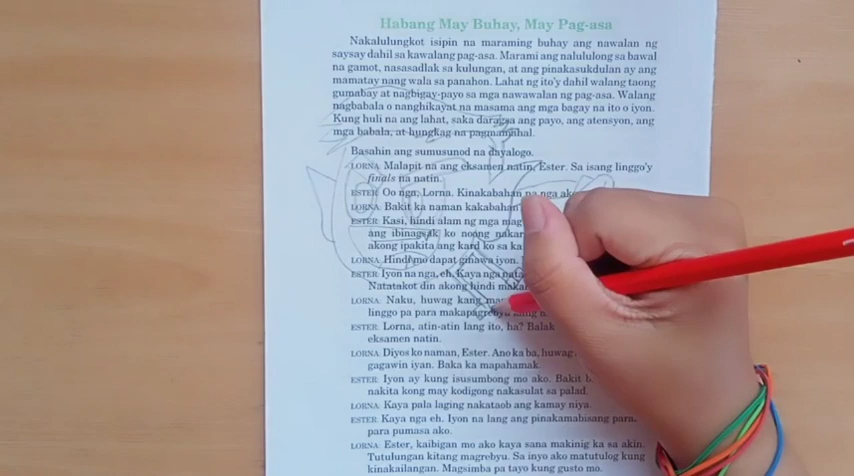 Habang May Buhay, May Pag-asa
Nakalulungkot isipin na maraming buhay ang nawalan ng
saysay dahil sa kawalang pag-asa. Marami ang nalululong sa bawal
na gamot, nasasadlak sa kulungan, at ang pinakasukdulan ay ang
mamatay nang wala sa panahon. Lahat ng ito'y dahil walang taong
gumabay at nagbigay-payo sa mga nawawalan ng pag-asa. Walang
nagbabala o nanghikayat na masama ang mga bagay na ito o iyon.
Kung huli na ang lahat, saka daragsa ang payo, ang atensyon, ang
mga babala, at hungkag na pagmamahal.
Basahin ang sumusunod na dayalogo.
LORNA: Malapit na ang eksamen natin, Ester. Sa isang linggo'y
finals na natin.
ESTER: Oo nga, Lorna. Kinakabahan na nga ako
LORNA: Bakit ka naman kakabahan
ESTER: Kasi, hindi alam ng mga mag
ang ibinagsak ko noong nakar
akong ipakita ang kard ko sa ka
LORNA: Hindi mo dapat ginawa iyon.
ESTER: Iyon na nga, eh. Kaya nga nata
Natatakot din akong hindi makar
LORNA: Naku, huwag kang
linggo pa para makapagrebyu
ESTER: Lorna, atin-atin lang ito, ha? Balak
eksamen natin.
LORNA: Diyos ko naman, Ester. Ano ka ba, huwag
gagawin iyan. Baka ka mapahamak.
ESTER: Iyon ay kung isusumbong mo ako. Bakit
nakita kong may kodigong nakasulat sa palad.
LORNA: Kaya pala laging nakataob ang kamay niya.
ESTER: Kaya nga eh. Iyon na lang ang pinakamabisang para
para pumasa ako.
LORNA: Ester, kaibigan mo ako kaya sana makinig ka sa akin.
Tutulungan kitang magrebyu. Sa inyo ako matutulog kung
kinakailangan. Magsimba pa tayo kung gusto mo.